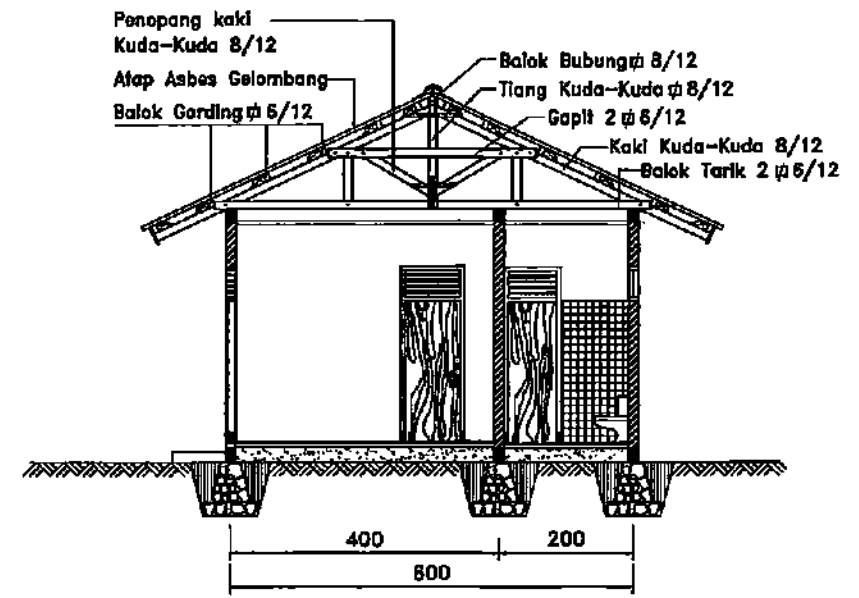 Penopang kaki
Kuda-Kuda 8/12
Atap Asbes Gelombang
Balok Gording ⌀ 6/12
Balok Bubung ⌀ 8/12
Tiang Kuda-Kuda ⌀ 8/12
Gapit 2 ⌀ 6/12
Kaki Kuda-Kuda 8/12
Balok Tarik 2 ⌀ 6/12
400
200
600